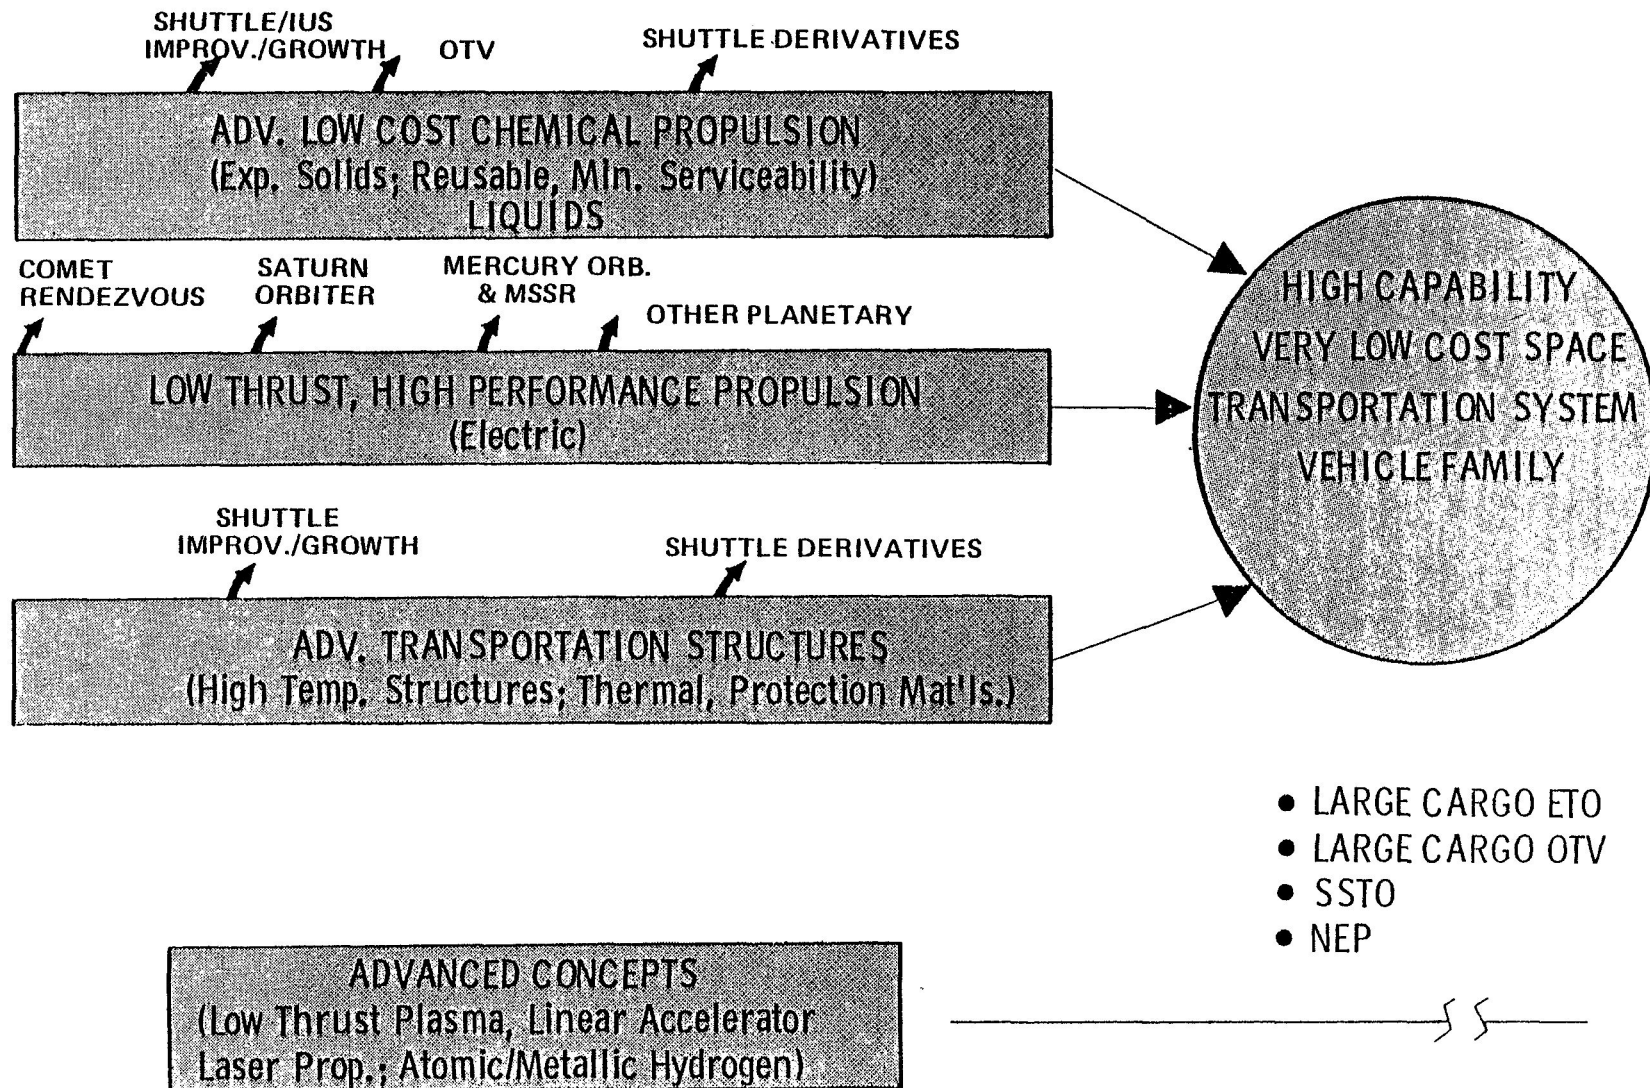 SHUTTLE/IUS
IMPROV./GROWTH
OTV
SHUTTLE DERIVATIVES
ADV. LOW COST CHEMICAL PROPULSION
(Exp. Solids; Reusable, Min. Serviceability)
LIQUIDS
COMET
RENDEZVOUS
SATURN
ORBITER
MERCURY ORB.
& MSSR
OTHER PLANETARY
LOW THRUST, HIGH PERFORMANCE PROPULSION
(Electric)
SHUTTLE
IMPROV./GROWTH
SHUTTLE DERIVATIVES
ADV. TRANSPORTATION STRUCTURES
(High Temp. Structures; Thermal, Protection Mat'ls.)
HIGH CAPABILITY
VERY LOW COST SPACE
TRANSPORTATION SYSTEM
VEHICLE FAMILY
• LARGE CARGO ETO
• LARGE CARGO OTV
• SSTO
• NEP
ADVANCED CONCEPTS
(Low Thrust Plasma, Linear Accelerator
Laser Prop.; Atomic/Metallic Hydrogen)